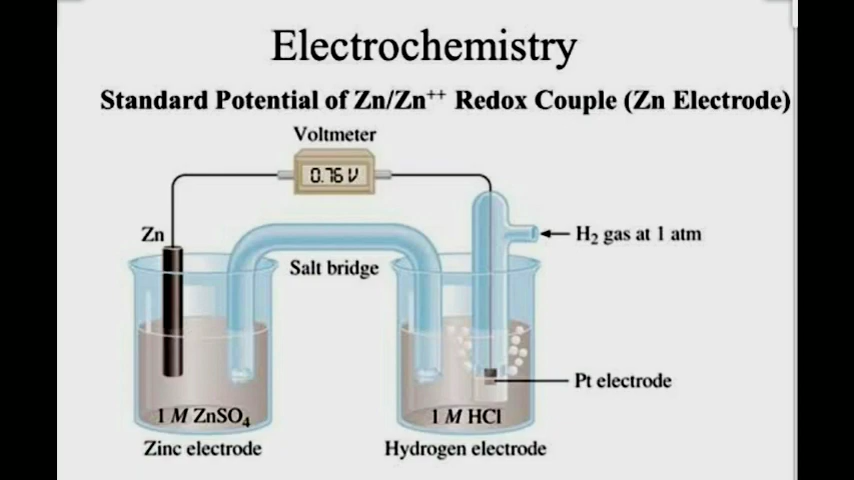 Electrochemistry
Standard Potential of Zn/Zn⁺⁺ Redox Couple (Zn Electrode)
Voltmeter
0.76 V
Zn
H₂ gas at 1 atm
Salt bridge
Pt electrode
1 M ZnSO₄
1 M HCl
Zinc electrode
Hydrogen electrode